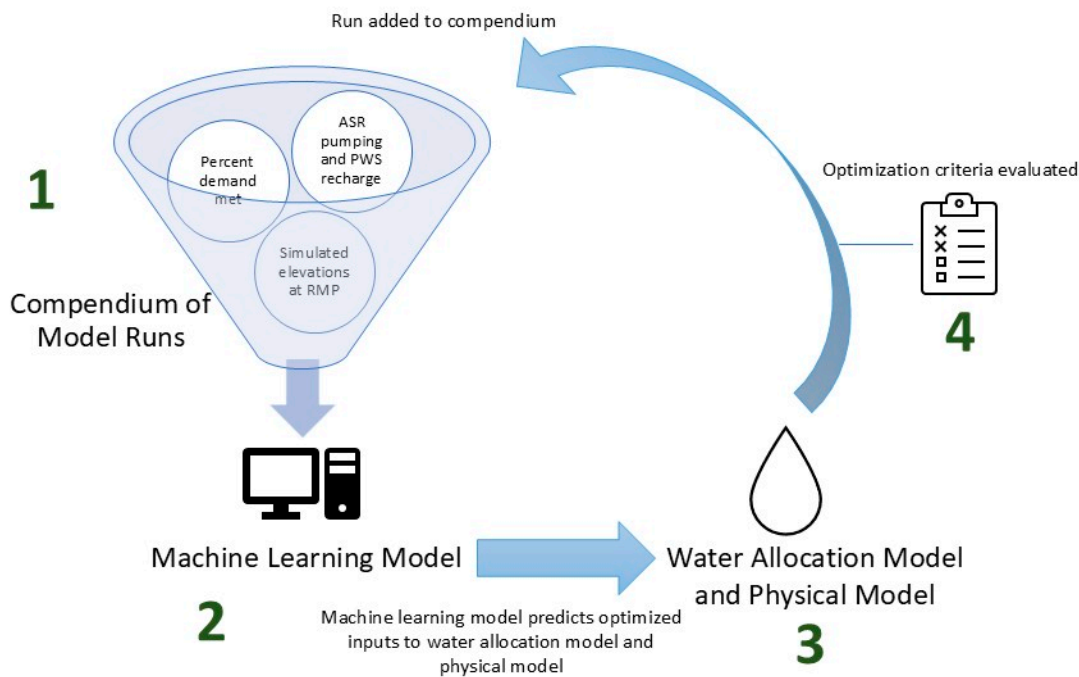 Run added to compendium
ASR
pumping
and PWS
recharge
Percent
demand
met
Simulated
elevations
at RMP
1
Compendium of
Model Runs
Optimization criteria evaluated
4
Machine Learning Model
2
Machine learning model predicts optimized
inputs to water allocation model and
physical model
Water Allocation Model
and Physical Model
3